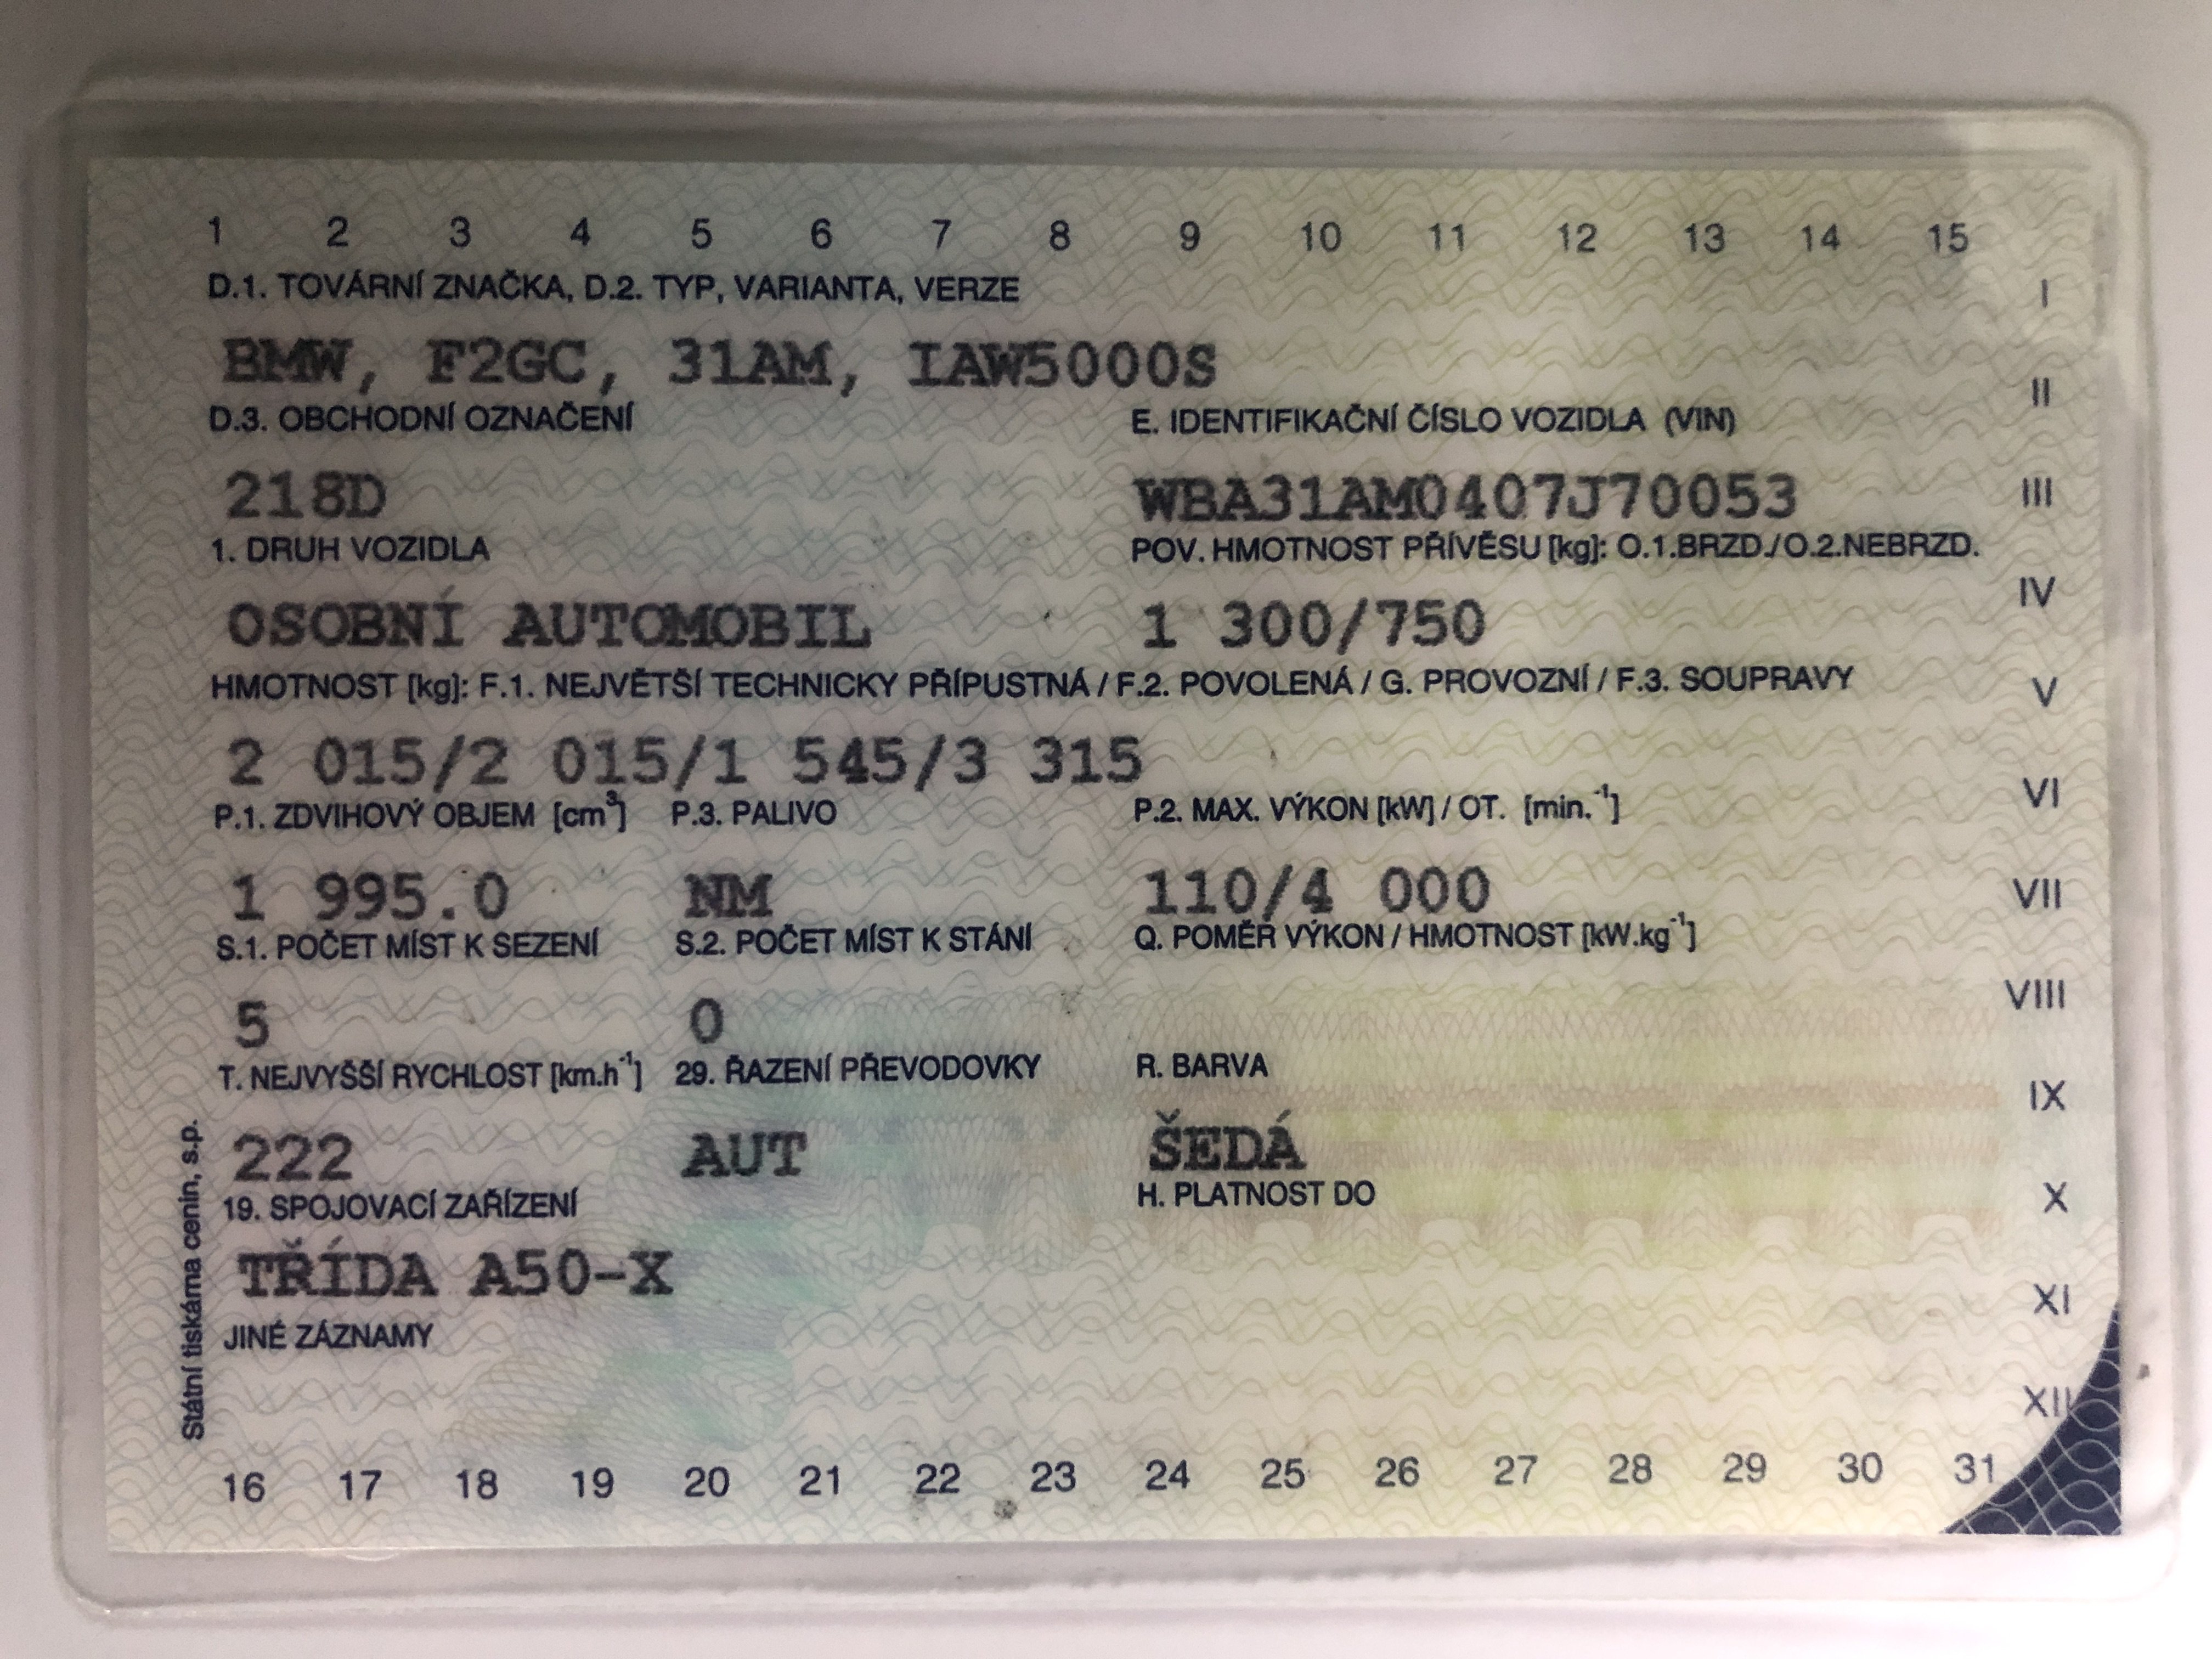 1 2 3 4 5 6 7 8 9 10 11 12 13 14 15
D.1. TOVÁRNÍ ZNAČKA, D.2. TYP, VARIANTA, VERZE I
BMW, F2GC, 31AM, IAW5000S
D.3. OBCHODNÍ OZNAČENÍ E. IDENTIFIKAČNÍ ČÍSLO VOZIDLA (VIN) II
218D WBA31AM0407J70053 III
1. DRUH VOZIDLA POV. HMOTNOST PŘÍVĚSU [kg]: O.1.BRZD./O.2.NEBRZD.
OSOBNÍ AUTOMOBIL 1 300/750 IV
HMOTNOST [kg]: F.1. NEJVĚTŠÍ TECHNICKY PŘÍPUSTNÁ / F.2. POVOLENÁ / G. PROVOZNÍ / F.3. SOUPRAVY V
2 015/2 015/1 545/3 315
P.1. ZDVIHOVÝ OBJEM [cm³] P.3. PALIVO P.2. MAX. VÝKON [kW] / OT. [min.⁻¹] VI
1 995.0 NM 110/4 000 VII
S.1. POČET MÍST K SEZENÍ S.2. POČET MÍST K STÁNÍ Q. POMĚR VÝKON / HMOTNOST [kW.kg⁻¹]
5 0 VIII
T. NEJVYŠŠÍ RYCHLOST [km.h⁻¹] 29. ŘAZENÍ PŘEVODOVKY R. BARVA IX
222 AUT ŠEDÁ
19. SPOJOVACÍ ZAŘÍZENÍ H. PLATNOST DO X
TŘÍDA A50-X XI
JINÉ ZÁZNAMY
XII
16 17 18 19 20 21 22 23 24 25 26 27 28 29 30 31
Státní tiskárna cenin, s.p.